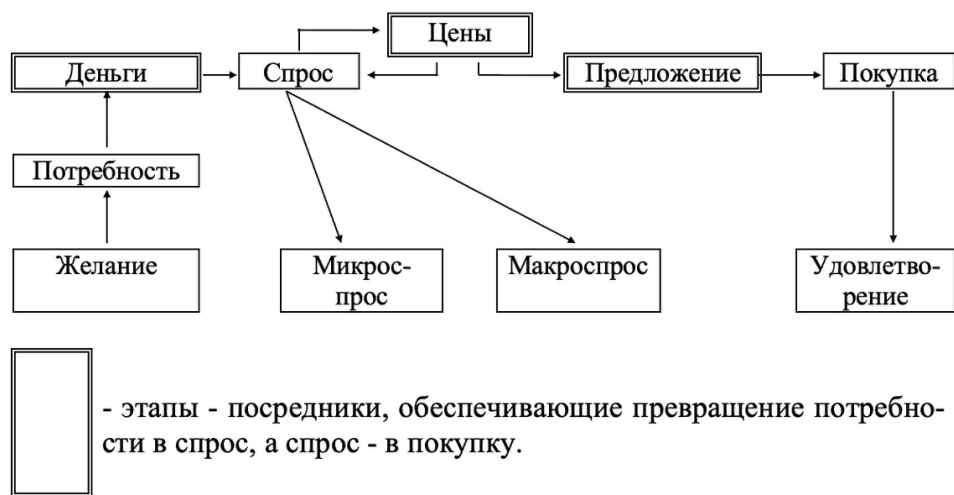 Цены
Деньги
Спрос
Предложение
Покупка
Потребность
Желание
Микрос-
прос
Макроспрос
Удовлетво-
рение
- этапы - посредники, обеспечивающие превращение потребно-
сти в спрос, а спрос - в покупку.